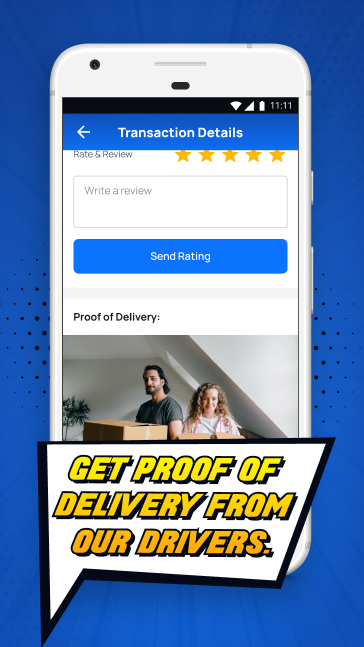 11:11
Transaction Details
Rate & Review
Write a review
Send Rating
Proof of Delivery:
GET PROOF OF
DELIVERY FROM
OUR DRIVERS.